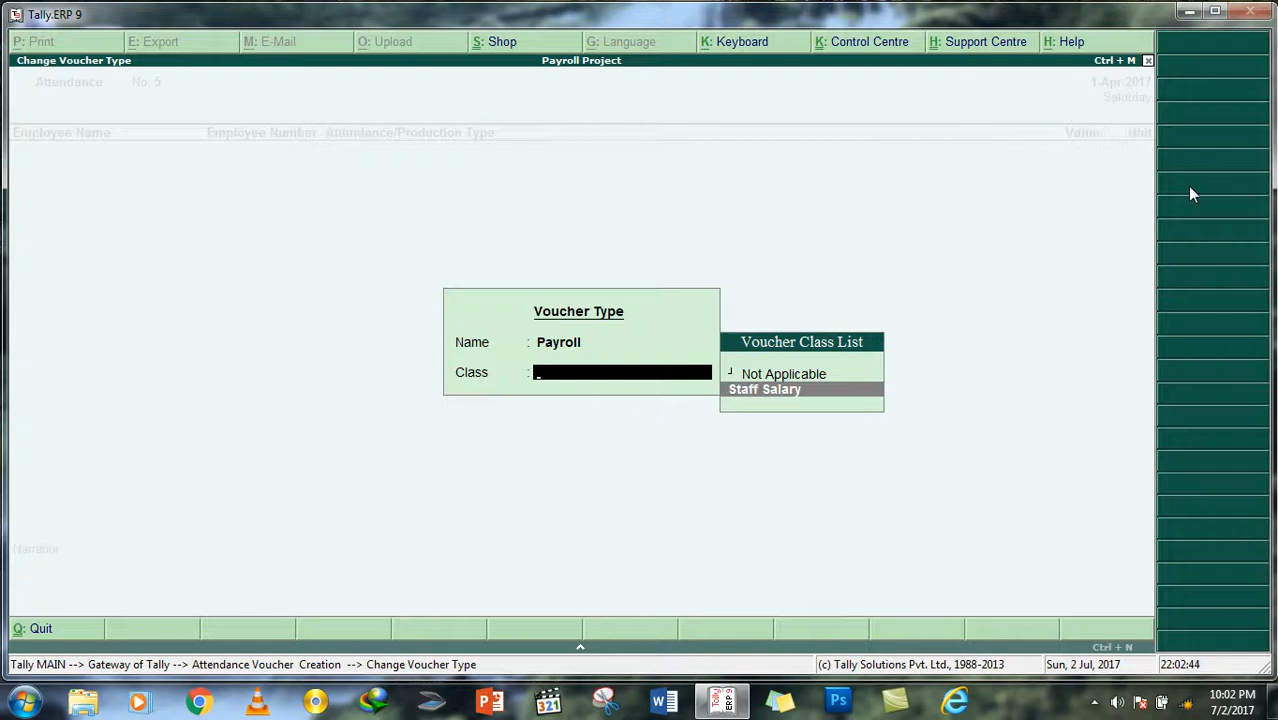 Tally.ERP 9
P: Print E: Export M: E-Mail O: Upload S: Shop G: Language K: Keyboard K: Control Centre H: Support Centre H: Help
Change Voucher Type Payroll Project Ctrl + M
Attendance No. 5 1-Apr-2017
Saturday
Employee Name Employee Number Attendance/Production Type Value Unit
Voucher Type
Name : Payroll Voucher Class List
Class : Not Applicable
Staff Salary
Narration
Q: Quit
Ctrl + N
Tally MAIN --> Gateway of Tally --> Attendance Voucher Creation --> Change Voucher Type (c) Tally Solutions Pvt. Ltd., 1988-2013 Sun, 2 Jul, 2017 22:02:44
10:02 PM
7/2/2017